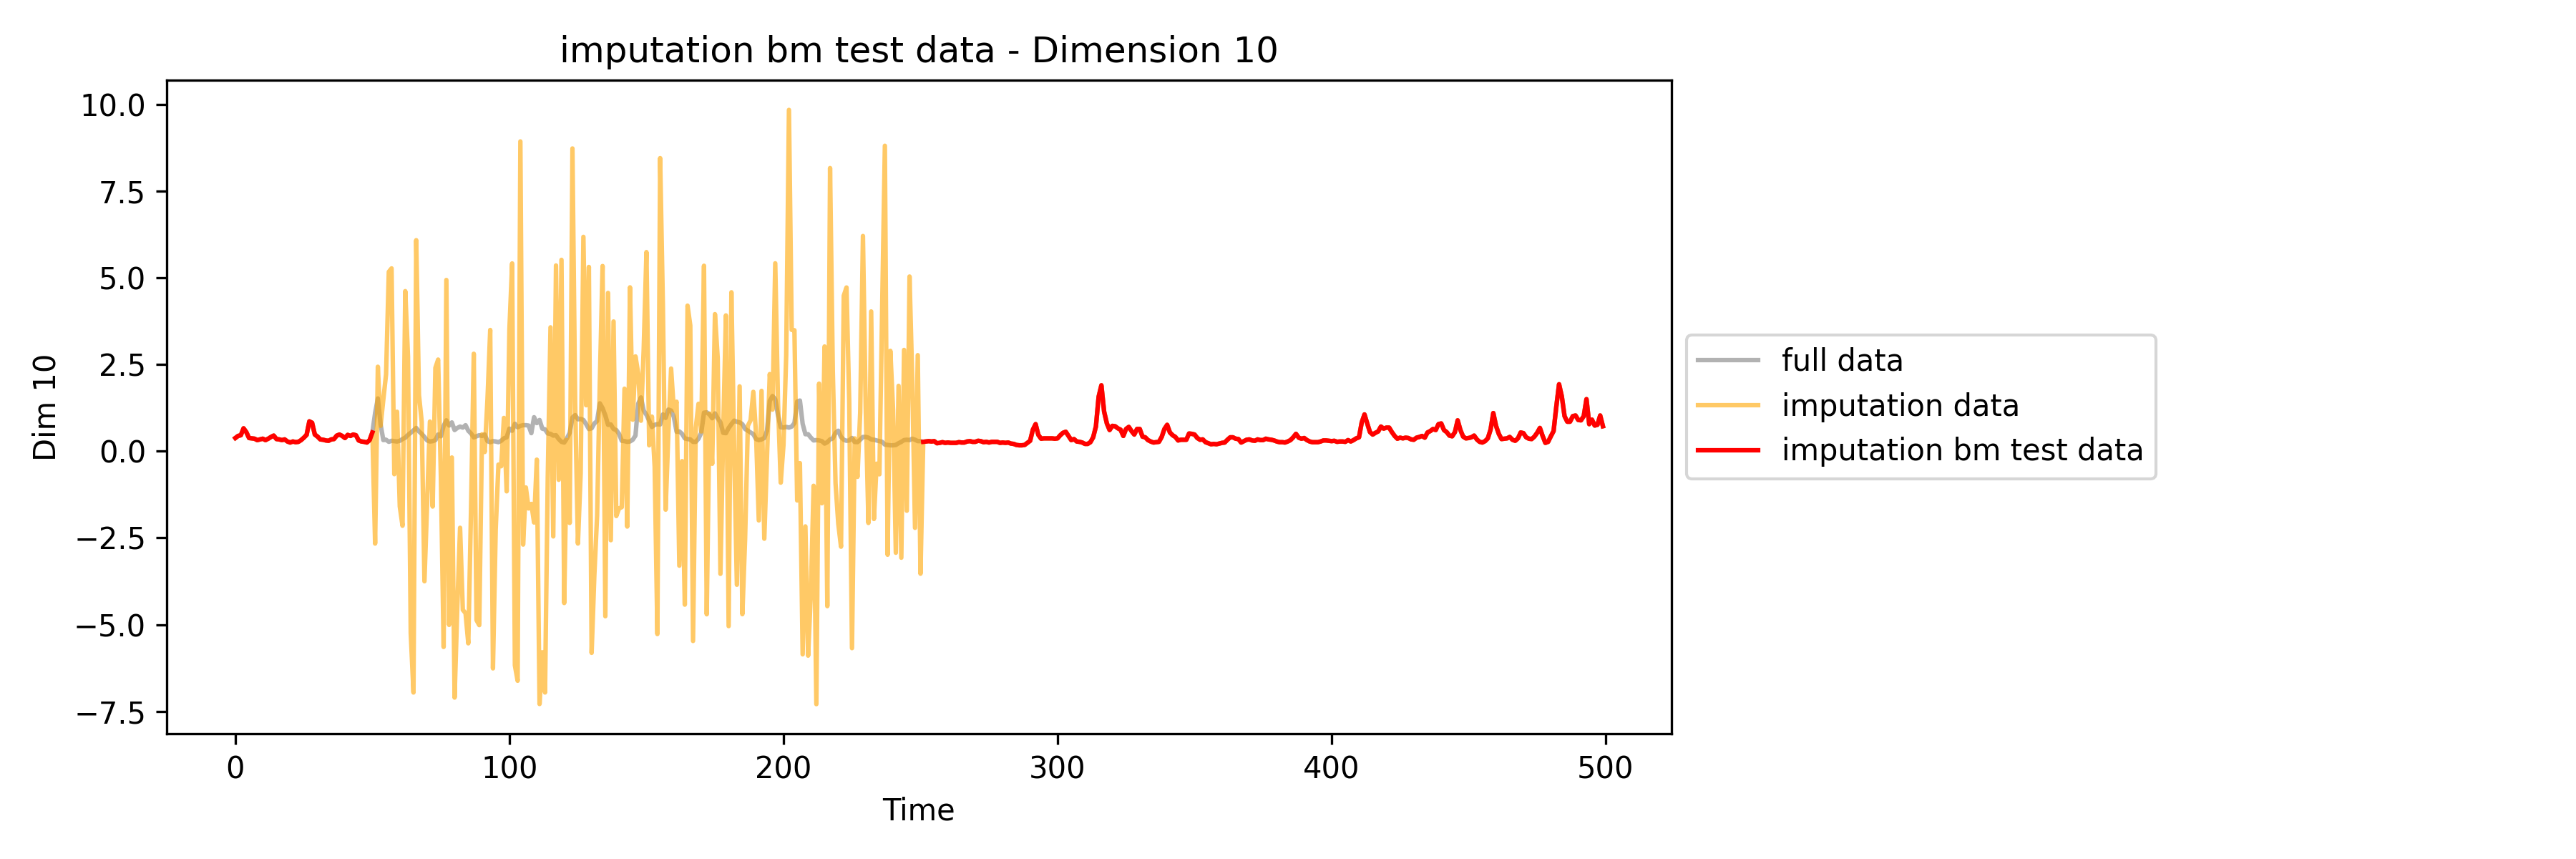 imputation bm test data - Dimension 10
10.0
7.5
5.0
2.5
0.0
−2.5
−5.0
−7.5
Dim 10
0 100 200 300 400 500
Time
full data
imputation data
imputation bm test data